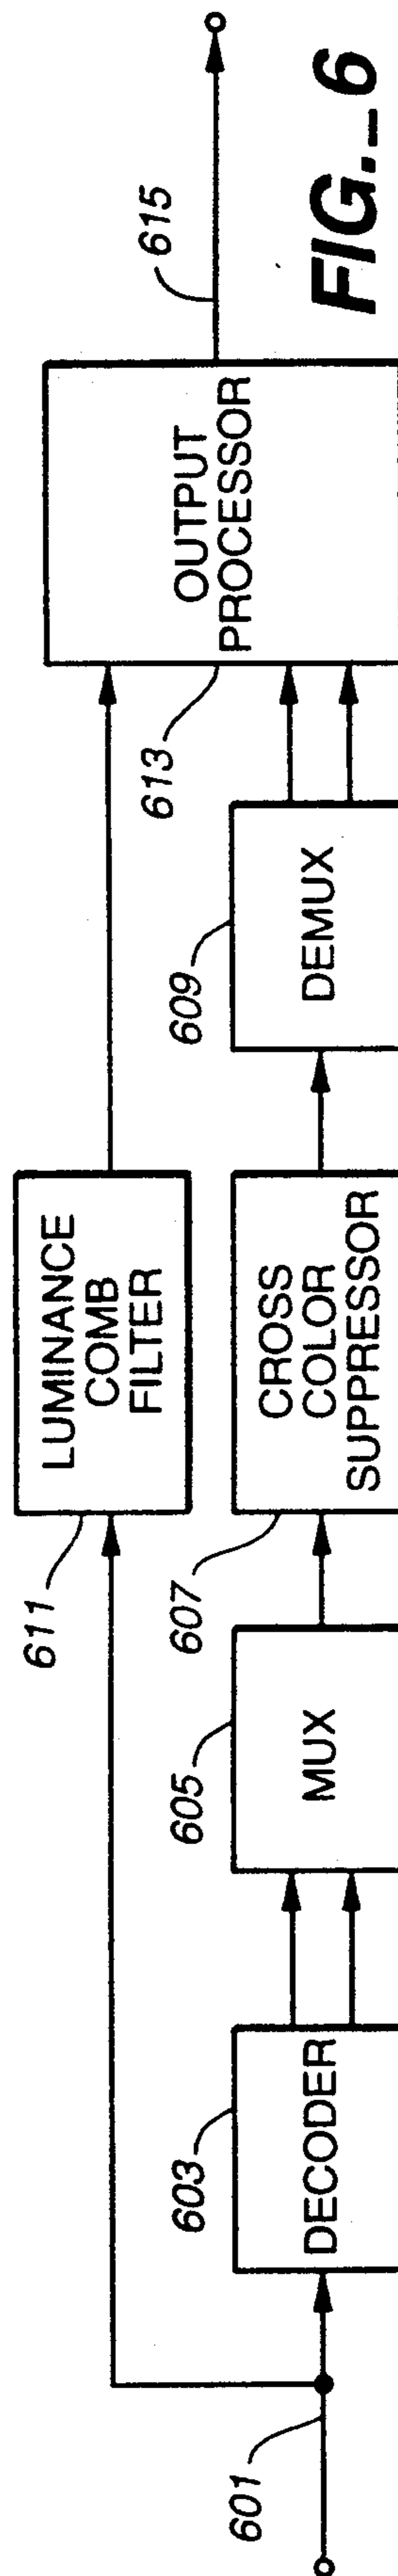 601
603
DECODER
605
MUX
607
CROSS
COLOR
SUPPRESSOR
609
DEMUX
611
LUMINANCE
COMB
FILTER
613
OUTPUT
PROCESSOR
615
FIG._6